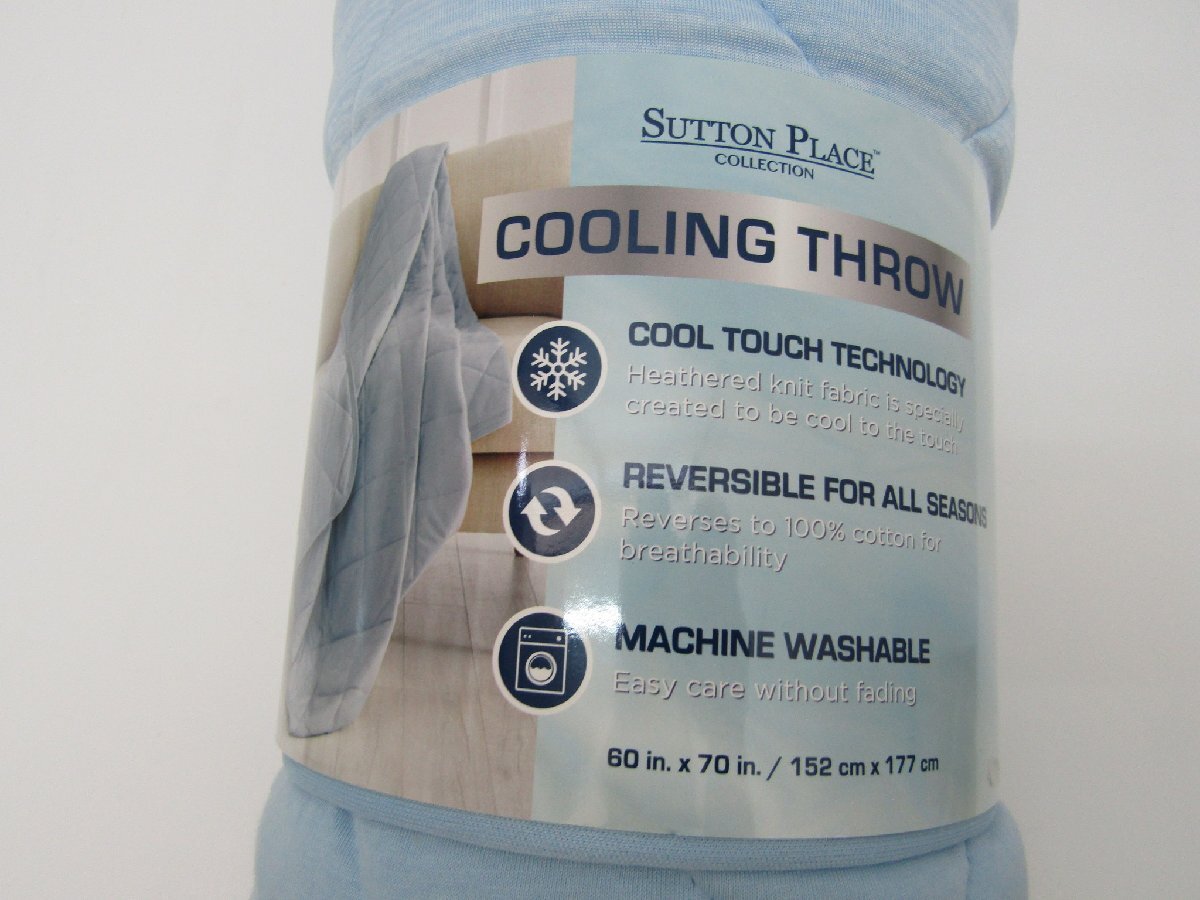 SUTTON PLACE™
COLLECTION
COOLING THROW
COOL TOUCH TECHNOLOGY
Heathered knit fabric is specially
created to be cool to the touch
REVERSIBLE FOR ALL SEASONS
Reverses to 100% cotton for
breathability
MACHINE WASHABLE
Easy care without fading
60 in. x 70 in. / 152 cm x 177 cm